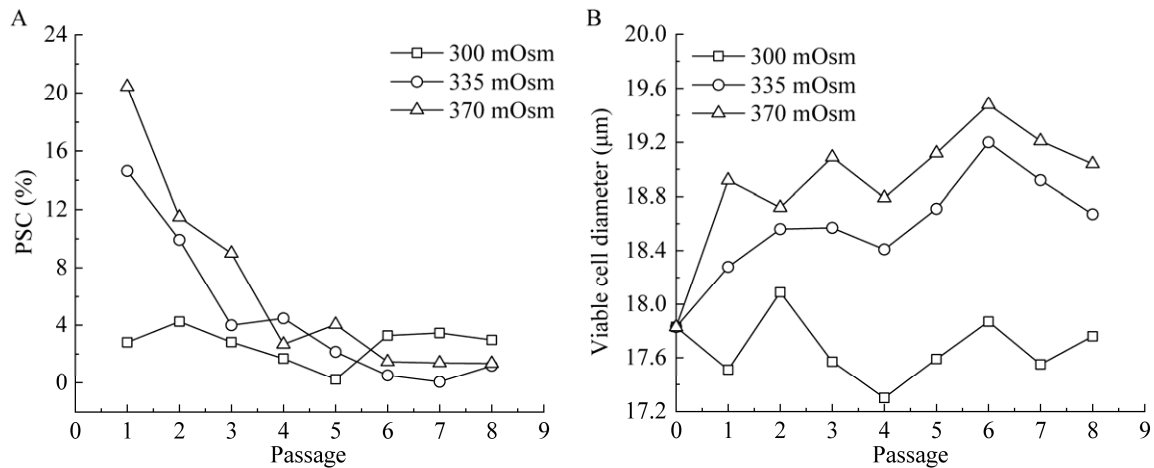 A
PSC (%)
24
20
16
12
8
4
0
300 mOsm
335 mOsm
370 mOsm
0 1 2 3 4 5 6 7 8 9
Passage
B
Viable cell diameter (μm)
20.0
19.6
19.2
18.8
18.4
18.0
17.6
17.2
300 mOsm
335 mOsm
370 mOsm
0 1 2 3 4 5 6 7 8 9
Passage